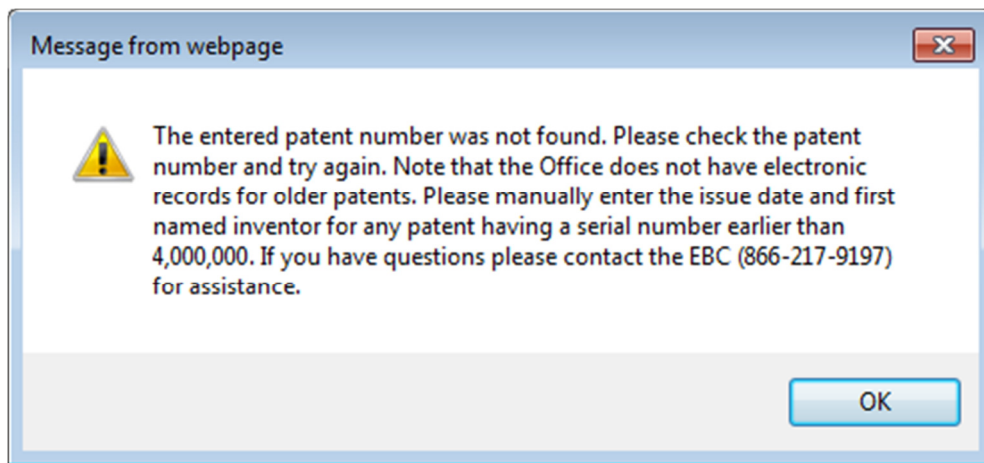 Message from webpage
The entered patent number was not found. Please check the patent
number and try again. Note that the Office does not have electronic
records for older patents. Please manually enter the issue date and first
named inventor for any patent having a serial number earlier than
4,000,000. If you have questions please contact the EBC (866-217-9197)
for assistance.
OK